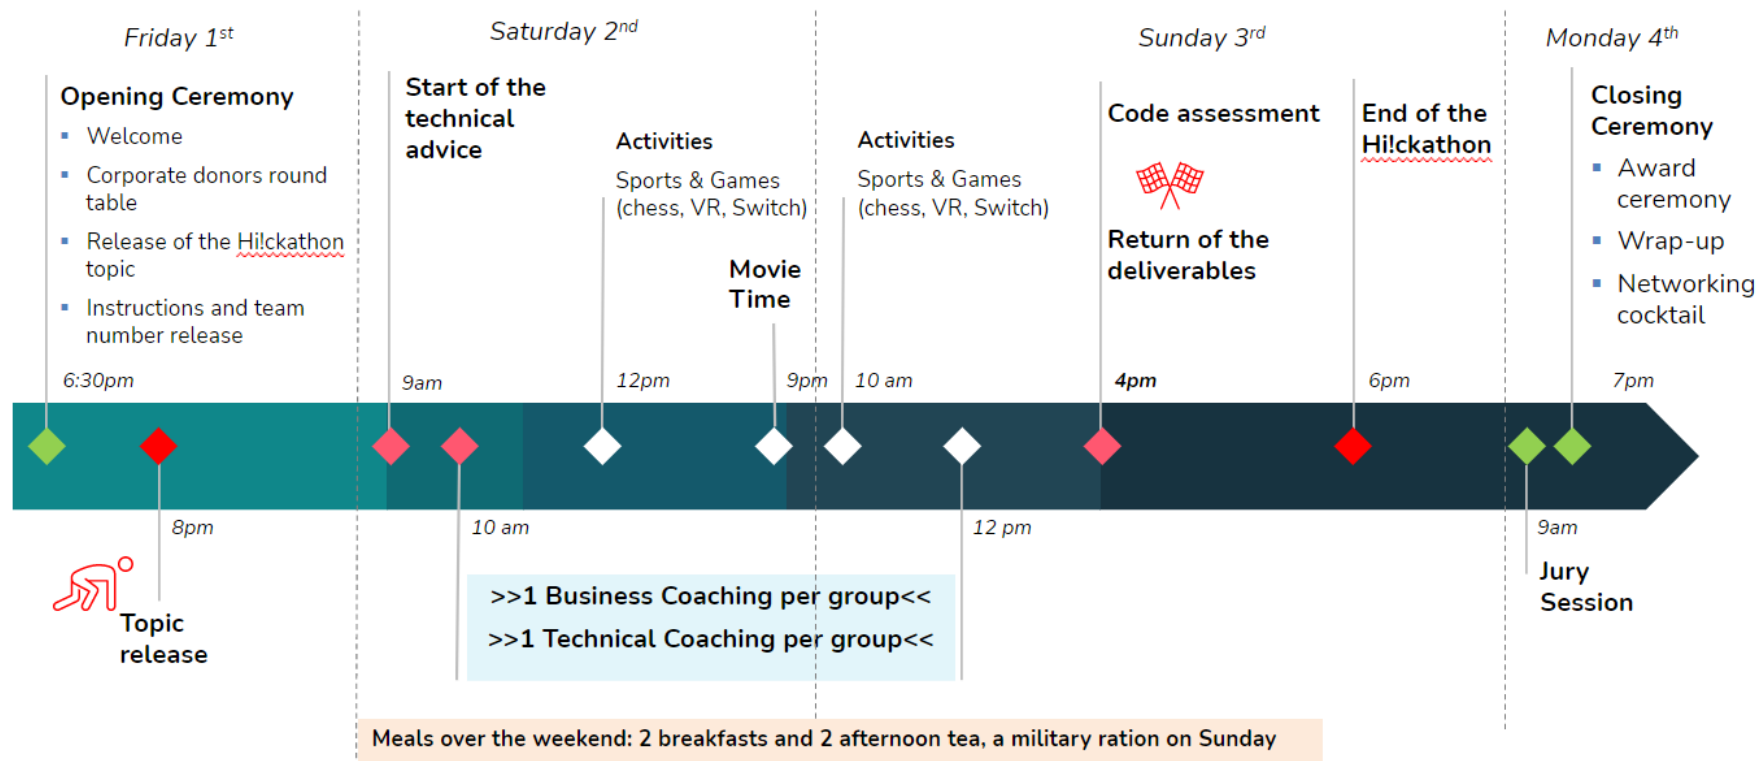 Friday 1st
Saturday 2nd
Sunday 3rd
Monday 4th
Opening Ceremony
▪ Welcome
▪ Corporate donors round
table
▪ Release of the Hi!ckathon
topic
▪ Instructions and team
number release
6:30pm
Start of the
technical
advice
9am
Activities
Sports & Games
(chess, VR, Switch)
12pm
Movie
Time
9pm
Activities
Sports & Games
(chess, VR, Switch)
10 am
Code assessment
Return of the
deliverables
4pm
End of the
Hi!ckathon
6pm
Closing
Ceremony
▪ Award
ceremony
▪ Wrap-up
▪ Networking
cocktail
7pm
8pm
Topic
release
10 am
>>1 Business Coaching per group<<
>>1 Technical Coaching per group<<
12 pm
9am
Jury
Session
Meals over the weekend: 2 breakfasts and 2 afternoon tea, a military ration on Sunday